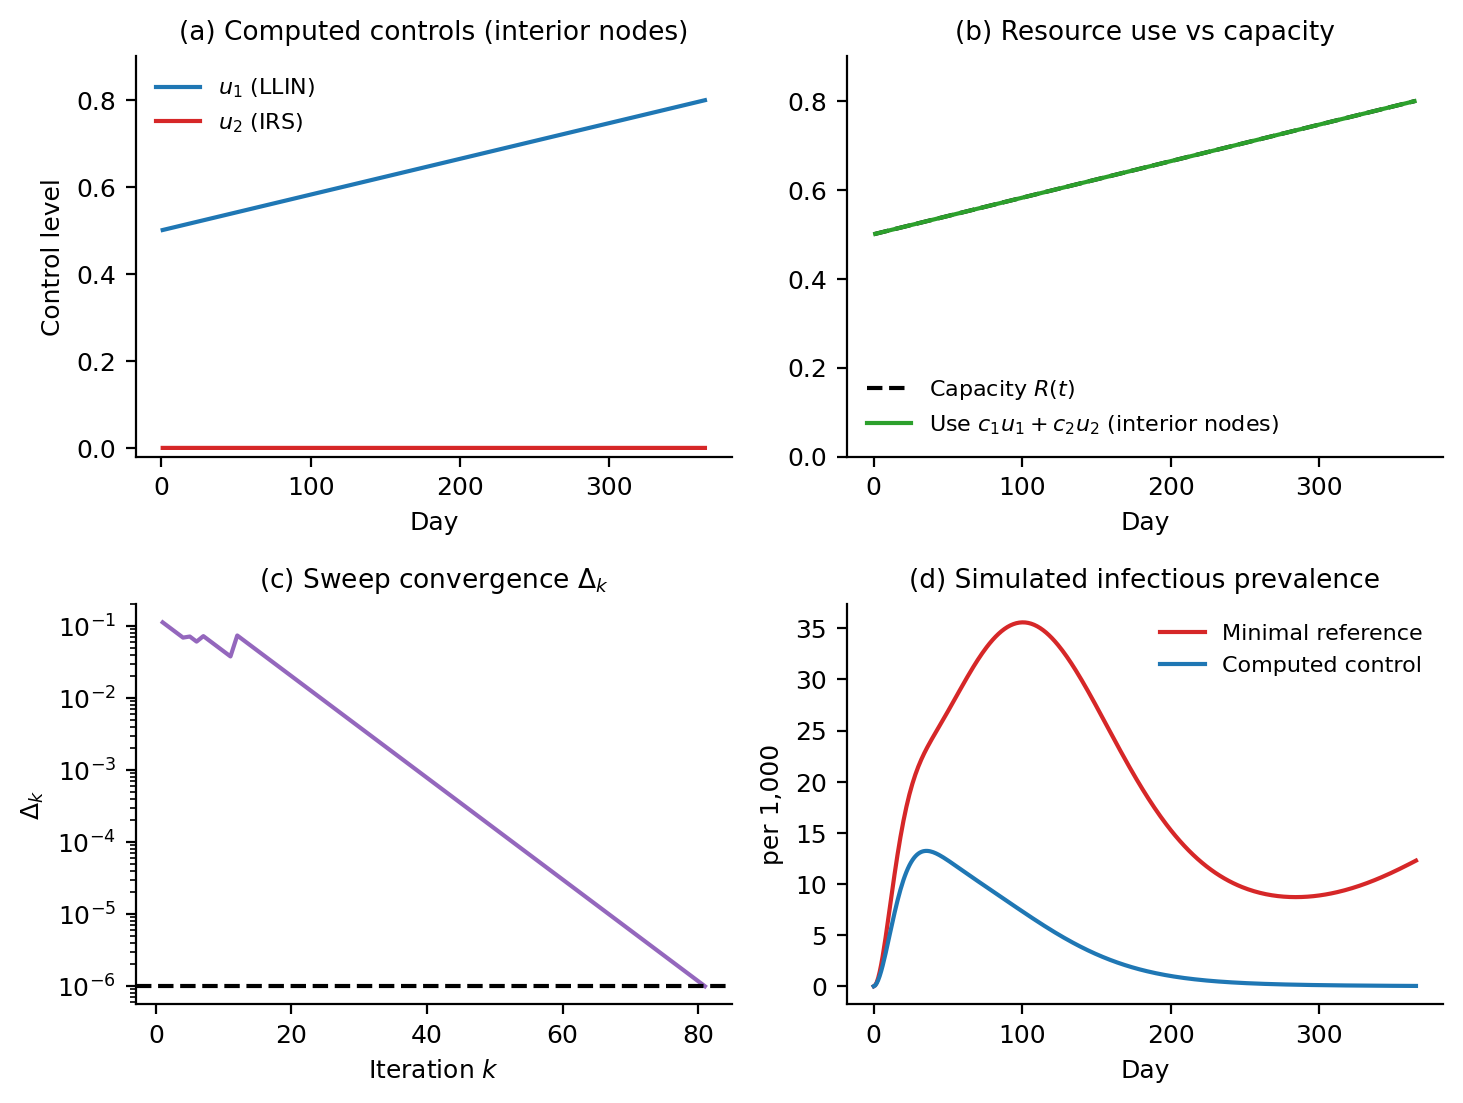 (a) Computed controls (interior nodes)
u₁ (LLIN)
u₂ (IRS)
Control level
0.8
0.6
0.4
0.2
0.0
0 100 200 300
Day
(b) Resource use vs capacity
0.8
0.6
0.4
0.2
0.0
Capacity R(t)
Use c₁u₁ + c₂u₂ (interior nodes)
0 100 200 300
Day
(c) Sweep convergence Δₖ
Δₖ
10⁻¹
10⁻²
10⁻³
10⁻⁴
10⁻⁵
10⁻⁶
0 20 40 60 80
Iteration k
(d) Simulated infectious prevalence
Minimal reference
Computed control
per 1,000
35
30
25
20
15
10
5
0
0 100 200 300
Day